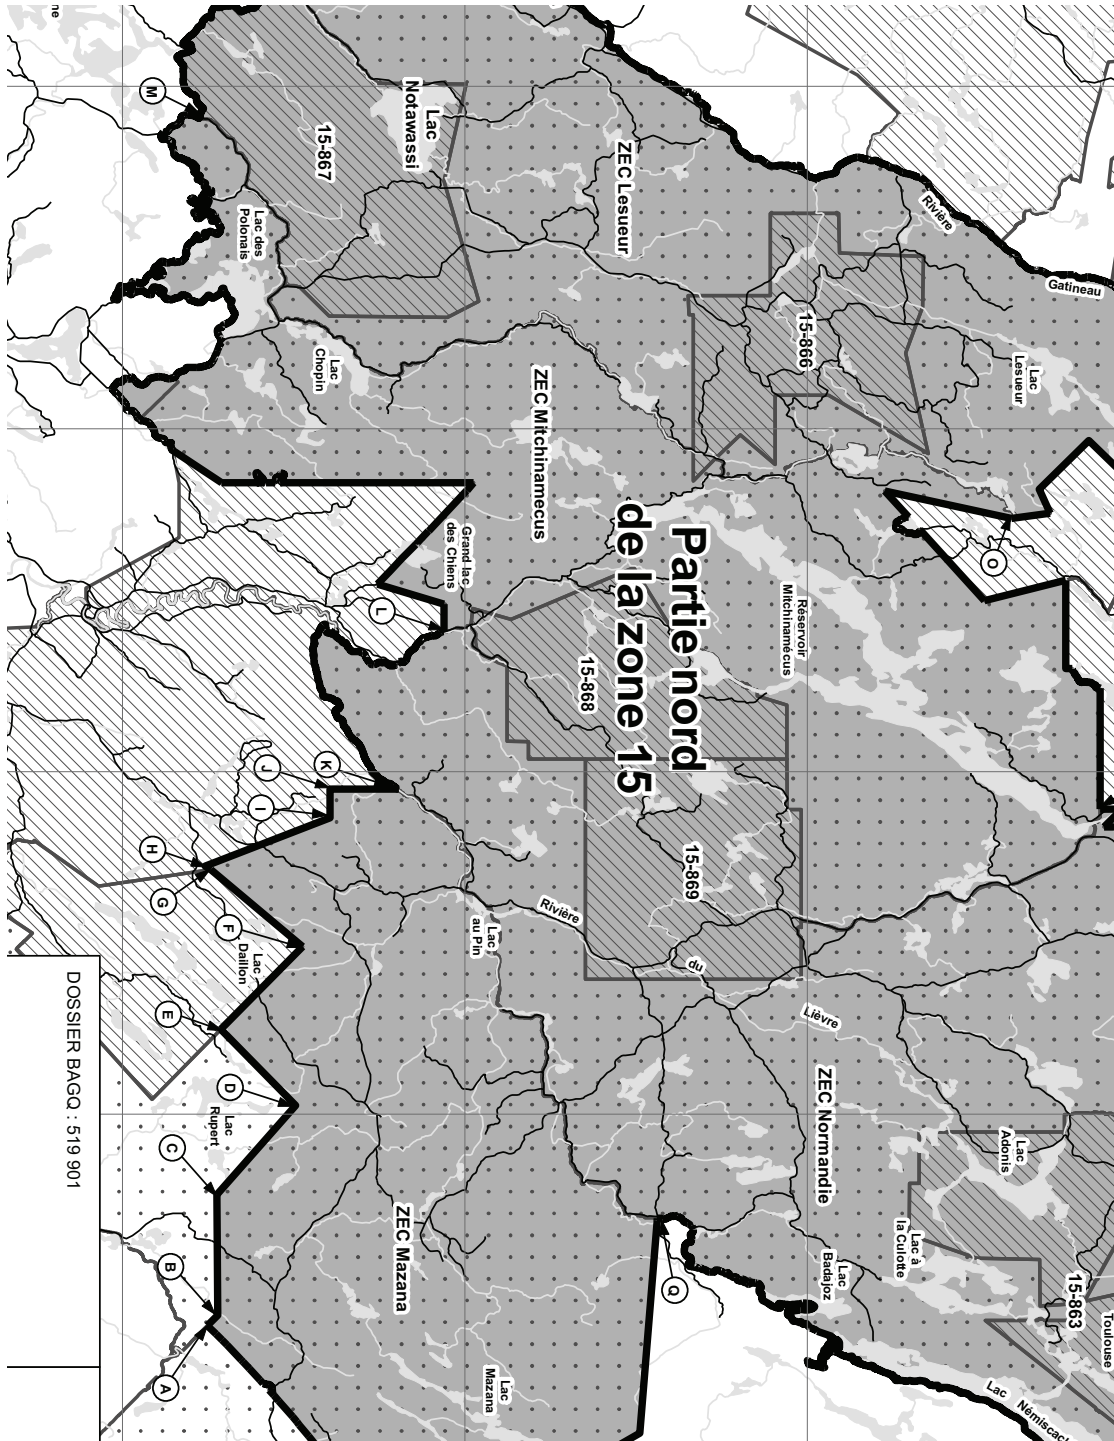 M
15-867
Lac
Notawassi
ZEC Lesueur
Rivière
Gatineau
Lac des
Polonais
Lac
Chopin
15-866
Lac
Lesueur
ZEC Mitchinamecus
Partie nord
de la zone 15
Grand lac
des Chiens
Réservoir
Mitchinamécus
O
L
15-868
K
J
I
H
G
F
15-869
Rivière
du
Lièvre
Lac
au Pin
Lac
Daillon
E
D
Lac
Rupert
C
B
A
ZEC Normandie
ZEC Mazana
Lac
Adonis
Lac à
la Culotte
Lac
Badajoz
15-863
Toulouse
Q
Lac
Mazana
Lac
DOSSIER BAGQ : 519 901